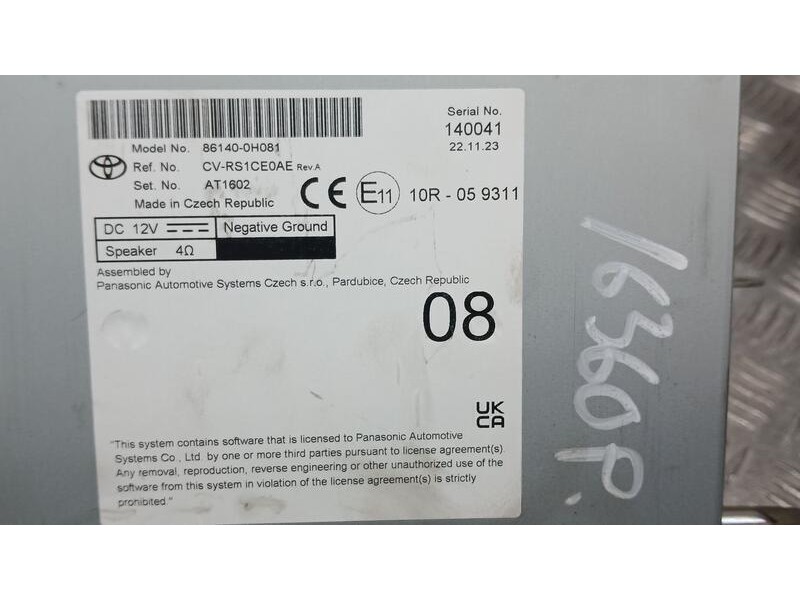 Serial No.
140041
22.11.23
Model No. 86140-0H081
Ref. No. CV-RS1CE0AE Rev.A
Set. No. AT1602
Made in Czech Republic
CE E11 10R - 05 9311
DC 12V Negative Ground
Speaker 4Ω
Assembled by
Panasonic Automotive Systems Czech s.r.o., Pardubice, Czech Republic
08
UK
CA
"This system contains software that is licensed to Panasonic Automotive
Systems Co., Ltd. by one or more third parties pursuant to license agreement(s).
Any removal, reproduction, reverse engineering or other unauthorized use of the
software from this system in violation of the license agreement(s) is strictly
prohibited."
16360P.